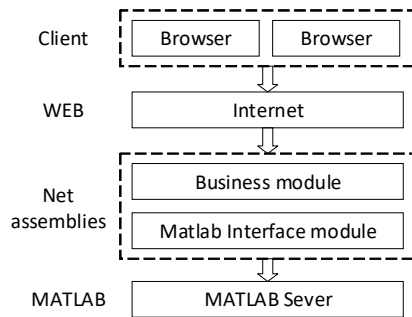 Client
Browser
Browser
WEB
Internet
Net
assemblies
Business module
Matlab Interface module
MATLAB
MATLAB Sever